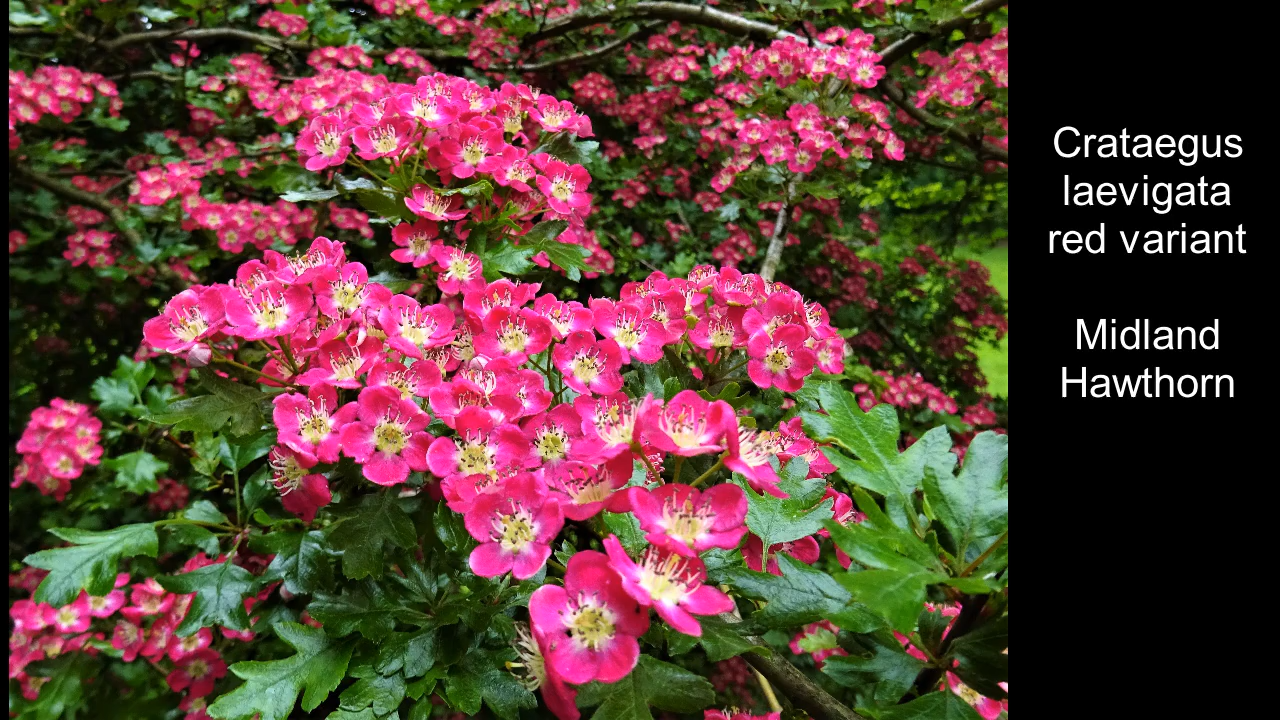 Crataegus
laevigata
red variant
Midland
Hawthorn